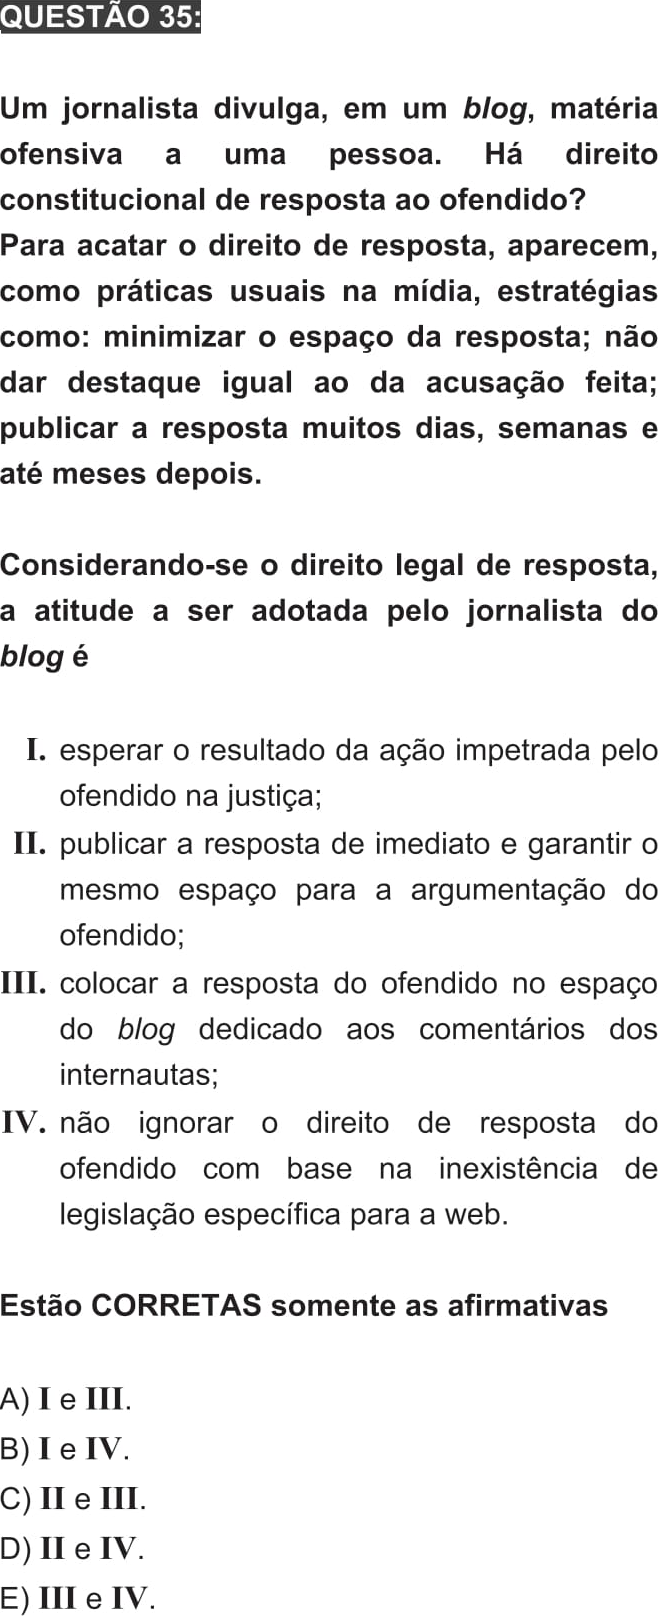 QUESTÃO 35:
Um jornalista divulga, em um blog, matéria
ofensiva a uma pessoa. Há direito
constitucional de resposta ao ofendido?
Para acatar o direito de resposta, aparecem,
como práticas usuais na mídia, estratégias
como: minimizar o espaço da resposta; não
dar destaque igual ao da acusação feita;
publicar a resposta muitos dias, semanas e
até meses depois.
Considerando-se o direito legal de resposta,
a atitude a ser adotada pelo jornalista do
blog é
I. esperar o resultado da ação impetrada pelo
ofendido na justiça;
II. publicar a resposta de imediato e garantir o
mesmo espaço para a argumentação do
ofendido;
III. colocar a resposta do ofendido no espaço
do blog dedicado aos comentários dos
internautas;
IV. não ignorar o direito de resposta do
ofendido com base na inexistência de
legislação específica para a web.
Estão CORRETAS somente as afirmativas
A) I e III.
B) I e IV.
C) II e III.
D) II e IV.
E) III e IV.